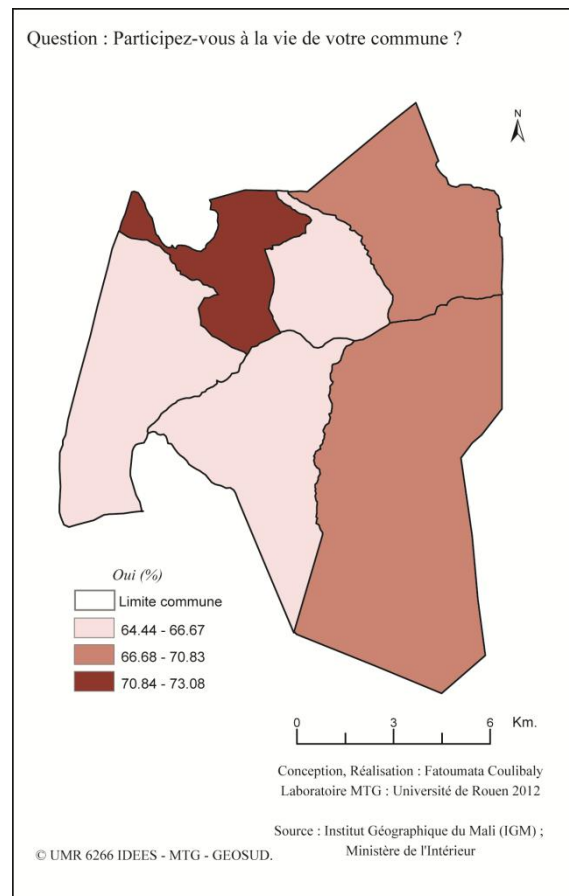 Question : Participez-vous à la vie de votre commune ?
N
Oui (%)
Limite commune
64.44 - 66.67
66.68 - 70.83
70.84 - 73.08
0 3 6 Km.
Conception, Réalisation : Fatoumata Coulibaly
Laboratoire MTG : Université de Rouen 2012
Source : Institut Géographique du Mali (IGM) ;
Ministère de l'Intérieur
© UMR 6266 IDEES - MTG - GEOSUD.